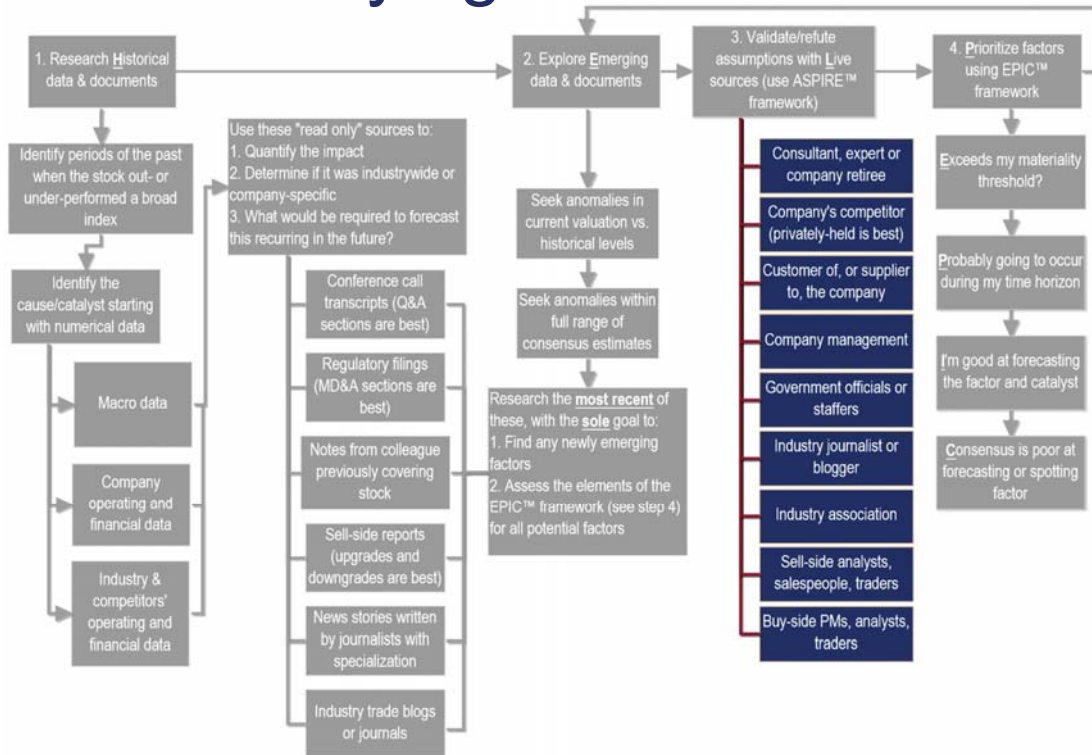 1. Research Historical
data & documents
Identify periods of the past
when the stock out- or
under-performed a broad
index
Identify the
cause/catalyst starting
with numerical data
Macro data
Company
operating and
financial data
Industry &
competitors'
operating and
financial data
Use these "read only" sources to:
1. Quantify the impact
2. Determine if it was industrywide or
company-specific
3. What would be required to forecast
this recurring in the future?
Conference call
transcripts (Q&A
sections are best)
Regulatory filings
(MD&A sections are
best)
Notes from colleague
previously covering
stock
Sell-side reports
(upgrades and
downgrades are best)
News stories written
by journalists with
specialization
Industry trade blogs
or journals
2. Explore Emerging
data & documents
Seek anomalies in
current valuation vs.
historical levels
Seek anomalies within
full range of
consensus estimates
Research the most recent of
these, with the sole goal to:
1. Find any newly emerging
factors
2. Assess the elements of the
EPIC™ framework (see step 4)
for all potential factors
3. Validate/refute
assumptions with Live
sources (use ASPIRE™
framework)
Consultant, expert or
company retiree
Company's competitor
(privately-held is best)
Customer of, or supplier
to, the company
Company management
Government officials or
staffers
Industry journalist or
blogger
Industry association
Sell-side analysts,
salespeople, traders
Buy-side PMs, analysts,
traders
4. Prioritize factors
using EPIC™
framework
Exceeds my materiality
threshold?
Probably going to occur
during my time horizon
I'm good at forecasting
the factor and catalyst
Consensus is poor at
forecasting or spotting
factor